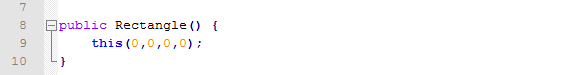 7
8 public Rectangle() {
9 this(0,0,0,0);
10 }